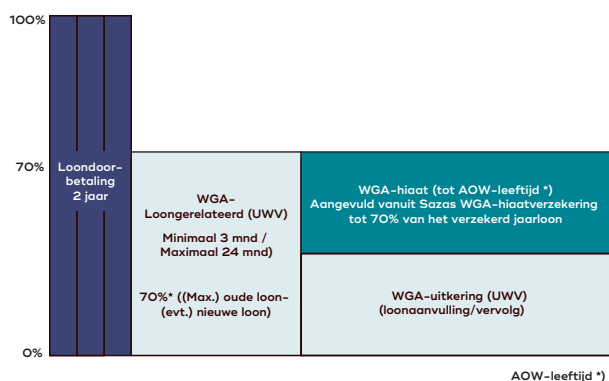 100%
70%
0%
Loondoor-
betaling
2 jaar
WGA-
Loongerelateerd (UWV)
Minimaal 3 mnd /
Maximaal 24 mnd)
70%* ((Max.) oude loon-
(evt.) nieuwe loon)
WGA-hiaat (tot AOW-leeftijd *)
Aangevuld vanuit Sazas WGA-hiaatverzekering
tot 70% van het verzekerd jaarloon
WGA-uitkering (UWV)
(loonaanvulling/vervolg)
AOW-leeftijd *)